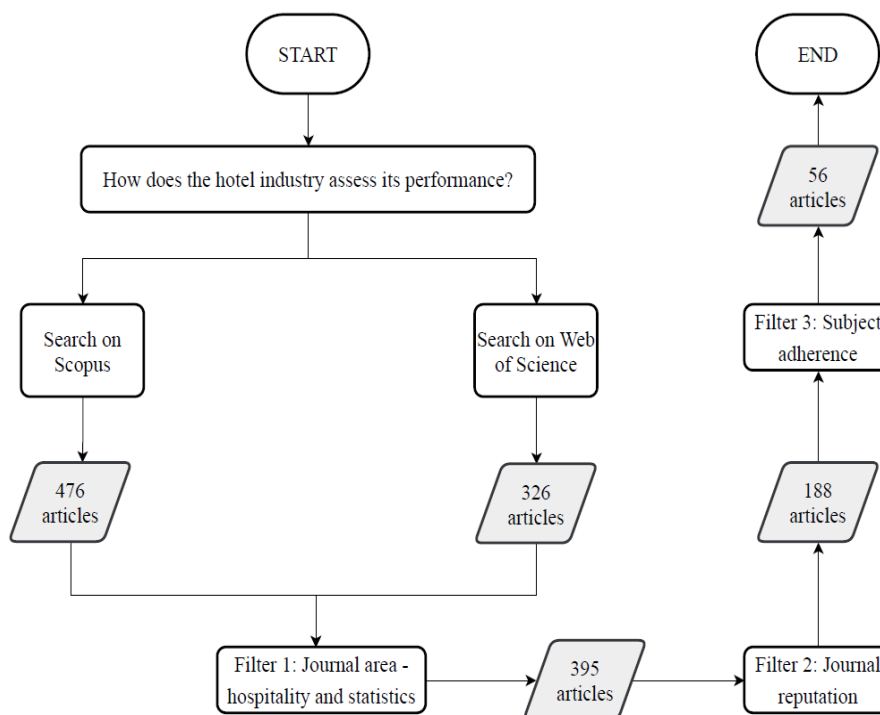 START
How does the hotel industry assess its performance?
Search on
Scopus
Search on Web
of Science
476
articles
326
articles
Filter 1: Journal area -
hospitality and statistics
395
articles
Filter 2: Journal
reputation
188
articles
Filter 3: Subject
adherence
56
articles
END